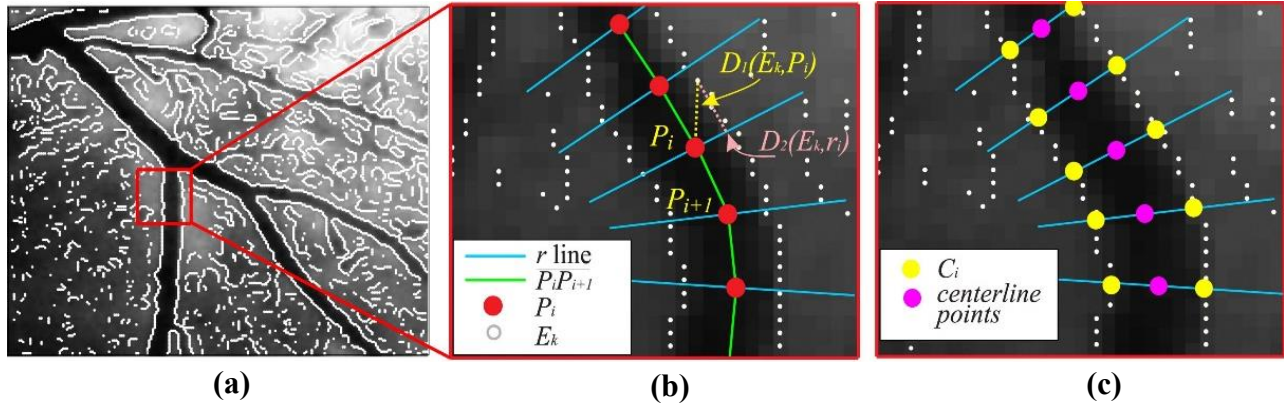 D₁(Eₖ,Pᵢ)
Pᵢ
D₂(Eₖ,rᵢ)
Pᵢ₊₁
r line
PᵢPᵢ₊₁
Pᵢ
Eₖ
Cᵢ
centerline
points
(a)
(b)
(c)